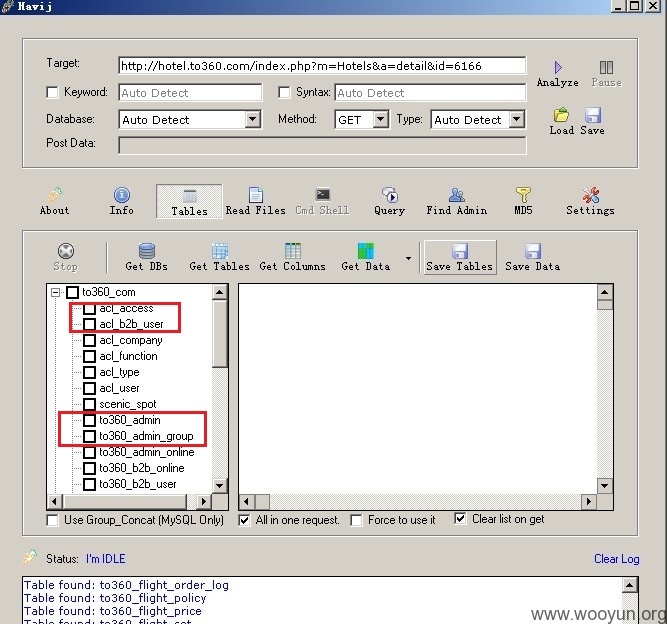 Havij
Target: http://hotel.to360.com/index.php?m=Hotels&a=detail&id=6166
Analyze Pause
Keyword: Auto Detect Syntax: Auto Detect
Database: Auto Detect Method: GET Type: Auto Detect
Load Save
Post Data:
About Info Tables Read Files Cmd Shell Query Find Admin MD5 Settings
Stop Get DBs Get Tables Get Columns Get Data Save Tables Save Data
to360_com
acl_access
acl_b2b_user
acl_company
acl_function
acl_type
acl_user
scenic_spot
to360_admin
to360_admin_group
to360_admin_online
to360_b2b_online
to360_b2b_user
Use Group_Concat (MySQL Only) All in one request. Force to use it Clear list on get
Status: I'm IDLE Clear Log
Table found: to360_flight_order_log
Table found: to360_flight_policy
Table found: to360_flight_price
www.wooyun.org